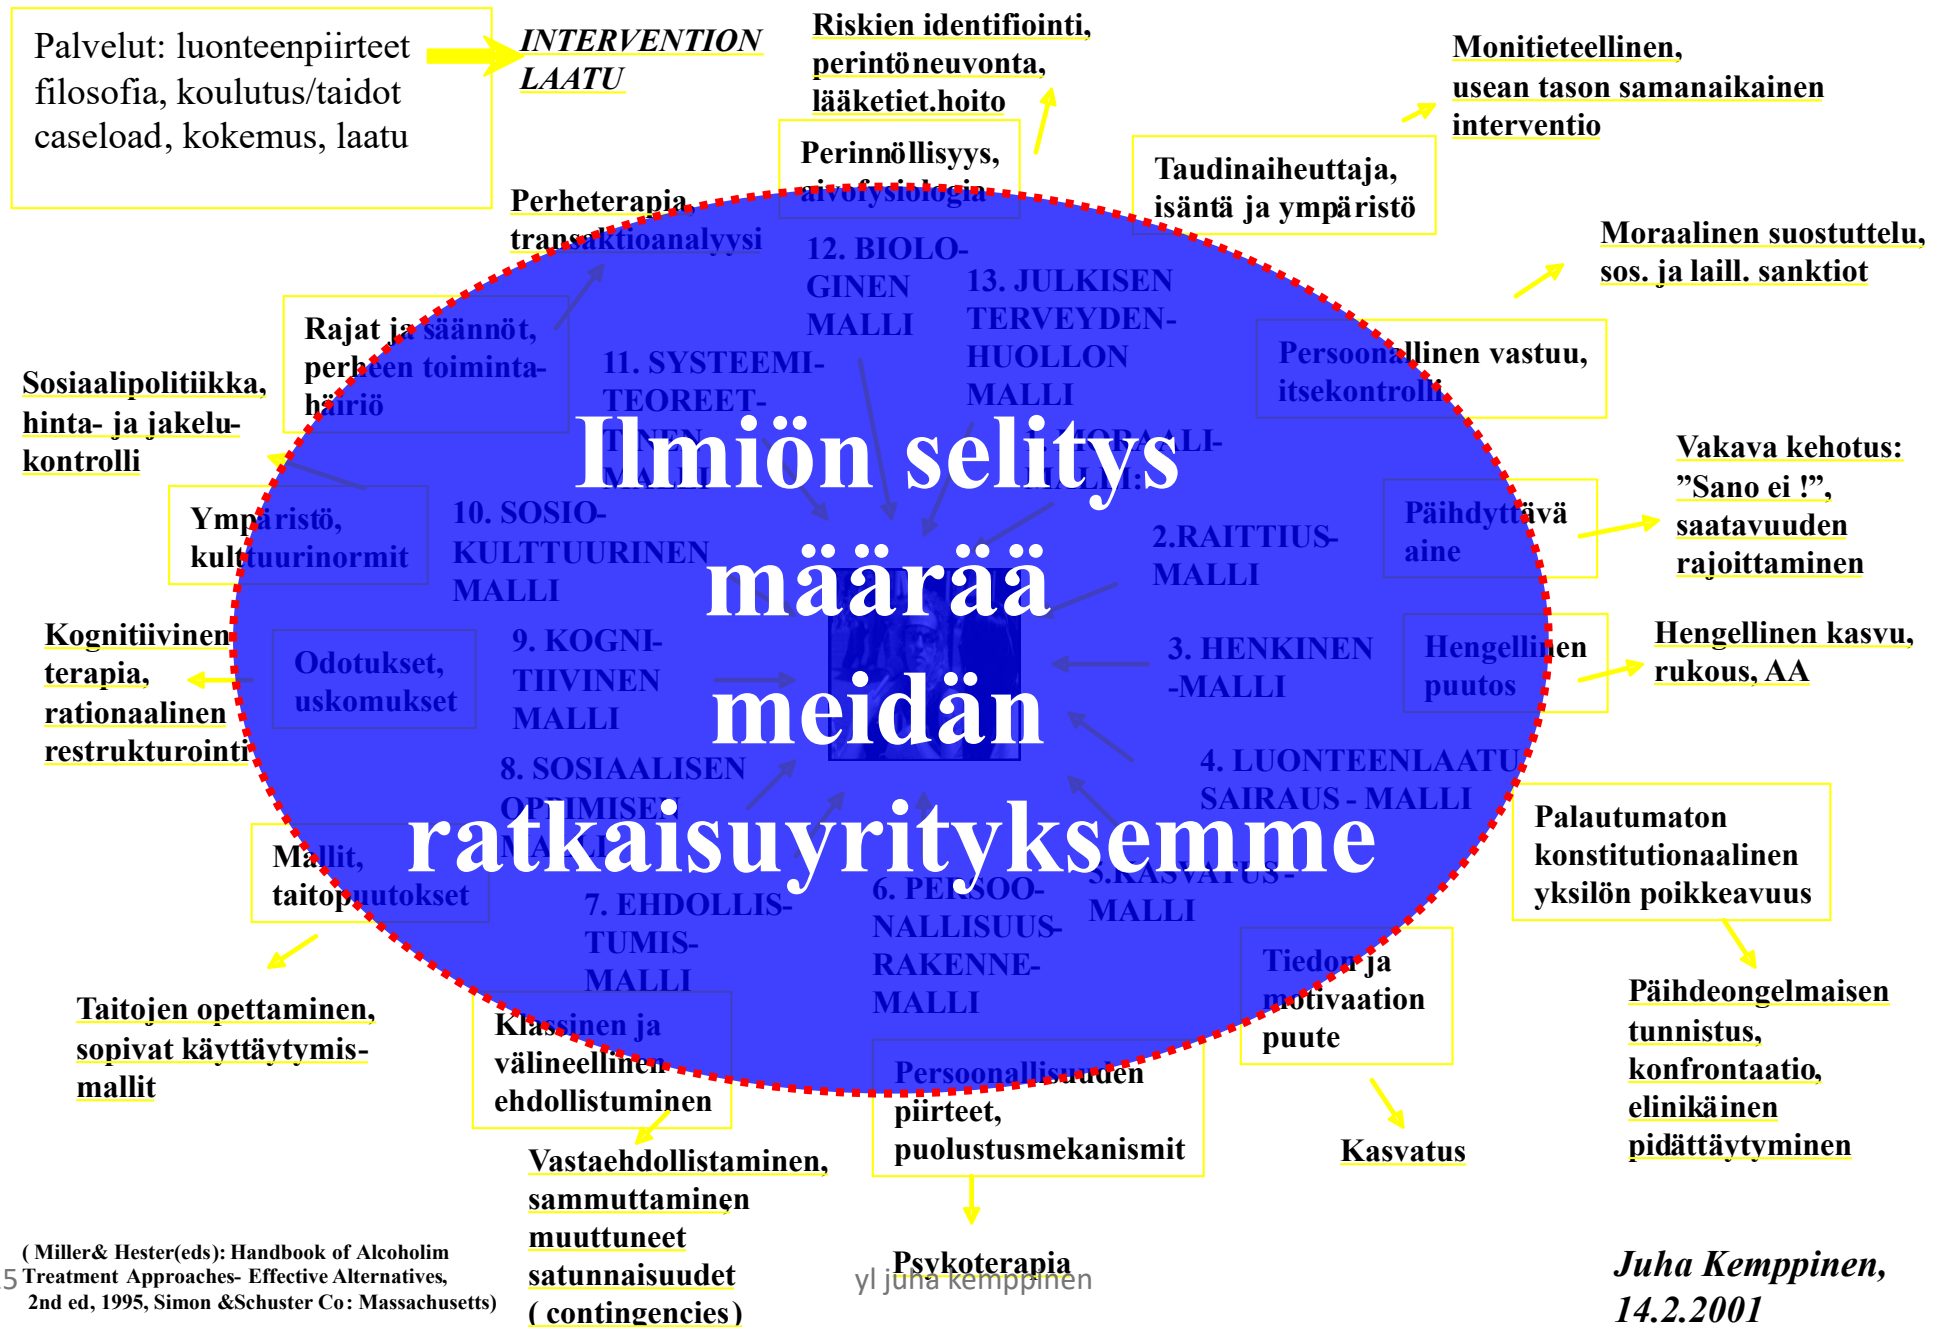 Palvelut: luonteenpiirteet
filosofia, koulutus/taidot
caseload, kokemus, laatu
INTERVENTION
LAATU
Riskien identifiointi,
perintöneuvonta,
lääketiet.hoito
Monitieteellinen,
usean tason samanaikainen
interventio
Perinnöllisyys,
aivofysiologia
Taudinaiheuttaja,
isäntä ja ympäristö
Perheterapia,
transaktioanalyysi
Moraalinen suostuttelu,
sos. ja laill. sanktiot
12. BIOLO-
GINEN
MALLI
13. JULKISEN
TERVEYDEN-
HUOLLON
MALLI
Rajat ja säännöt,
perheen toiminta-
häiriö
11. SYSTEEMI-
TEOREET-
TINEN
MALLI
Persoonallinen vastuu,
itsekontrolli
Sosiaalipolitiikka,
hinta- ja jakelu-
kontrolli
1. MORAALI-
MALLI:
Ilmiön selitys
määrää
meidän
ratkaisuyrityksemme
Vakava kehotus:
”Sano ei !”,
saatavuuden
rajoittaminen
Ympäristö,
kulttuurinormit
10. SOSIO-
KULTTUURINEN
MALLI
2.RAITTIUS-
MALLI
Päihdyttävä
aine
Kognitiivinen
terapia,
rationaalinen
restrukturointi
Odotukset,
uskomukset
9. KOGNI-
TIIVINEN
MALLI
3. HENKINEN
-MALLI
Hengellinen
puutos
Hengellinen kasvu,
rukous, AA
8. SOSIAALISEN
OPPIMISEN
MALLI
4. LUONTEENLAATU
SAIRAUS - MALLI
Palautumaton
konstitutionaalinen
yksilön poikkeavuus
Mallit,
taitopuutokset
7. EHDOLLIS-
TUMIS-
MALLI
6. PERSOO-
NALLISUUS-
RAKENNE-
MALLI
5.KASVATUS-
MALLI
Tiedon ja
motivaation
puute
Taitojen opettaminen,
sopivat käyttäytymis-
mallit
Klassinen ja
välineellinen
ehdollistuminen
Persoonallisuuden
piirteet,
puolustusmekanismit
Päihdeongelmaisen
tunnistus,
konfrontaatio,
elinikäinen
pidättäytyminen
Kasvatus
Vastaehdollistaminen,
sammuttaminen
muuttuneet
satunnaisuudet
( contingencies)
Psykoterapia
yl juha kemppinen
( Miller& Hester(eds): Handbook of Alcoholim
Treatment Approaches- Effective Alternatives,
2nd ed, 1995, Simon &Schuster Co: Massachusetts)
Juha Kemppinen,
14.2.2001